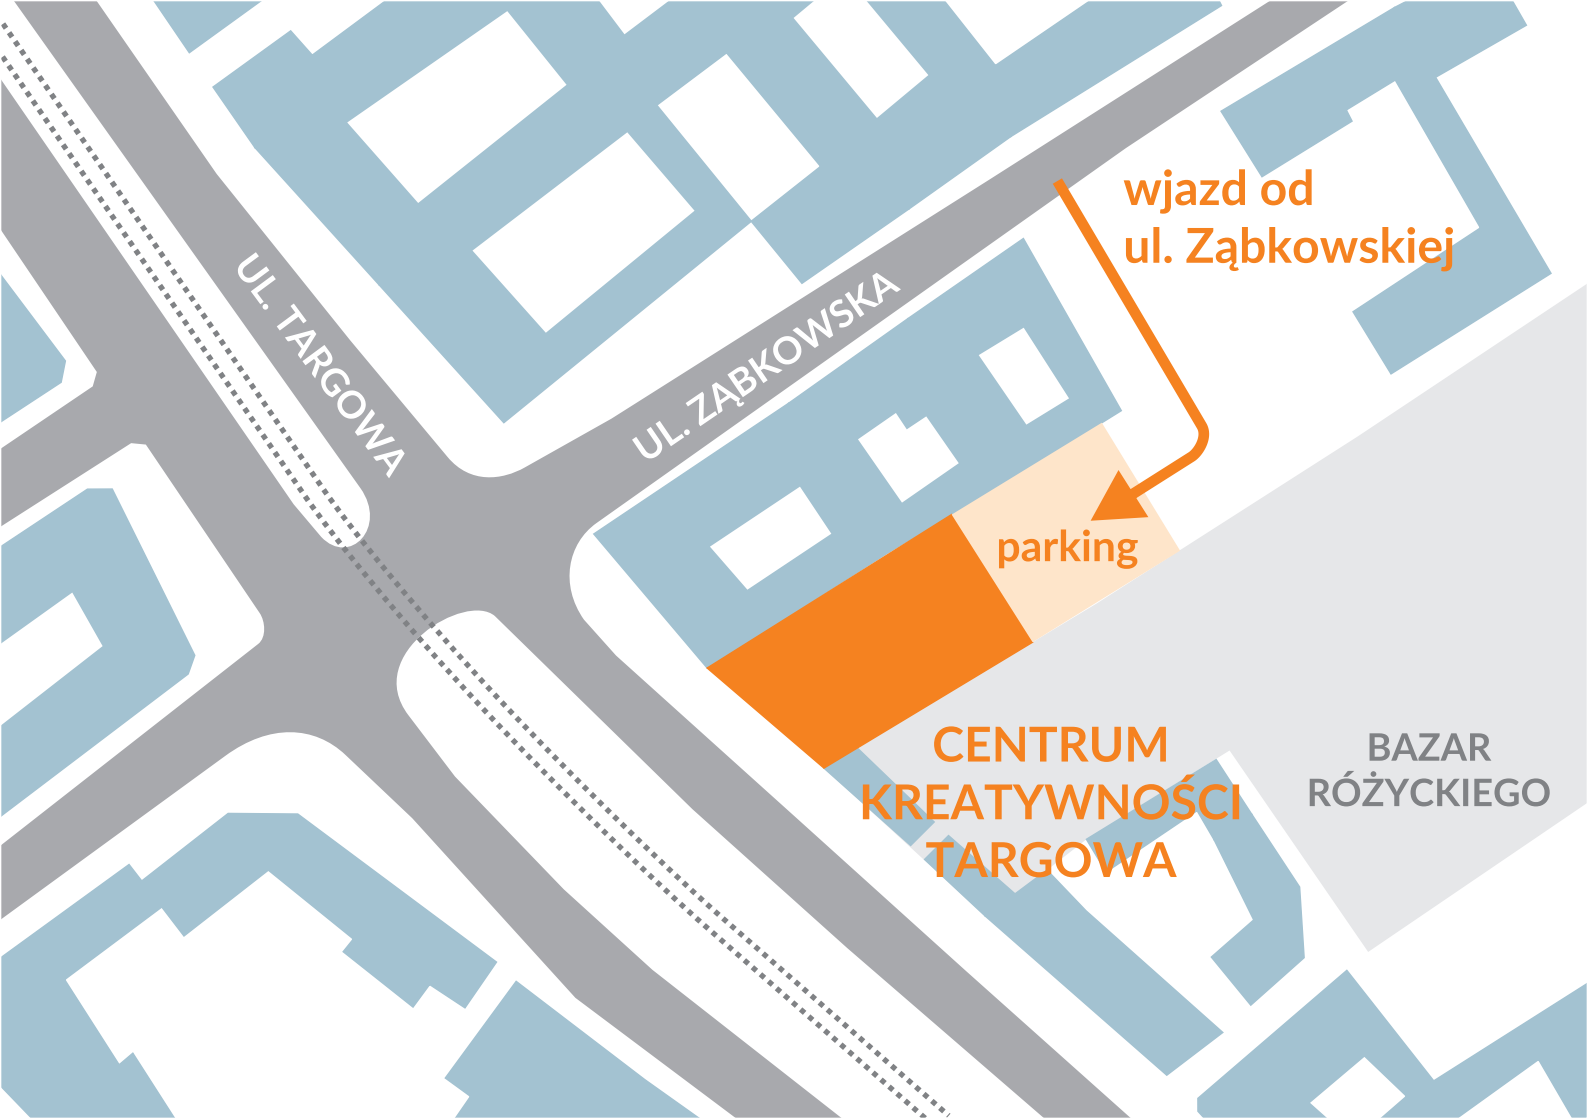 wjazd od
ul. Ząbkowskiej
UL. TARGOWA
UL. ZĄBKOWSKA
parking
CENTRUM
KREATYWNOŚCI
TARGOWA
BAZAR
RÓŻYCKIEGO